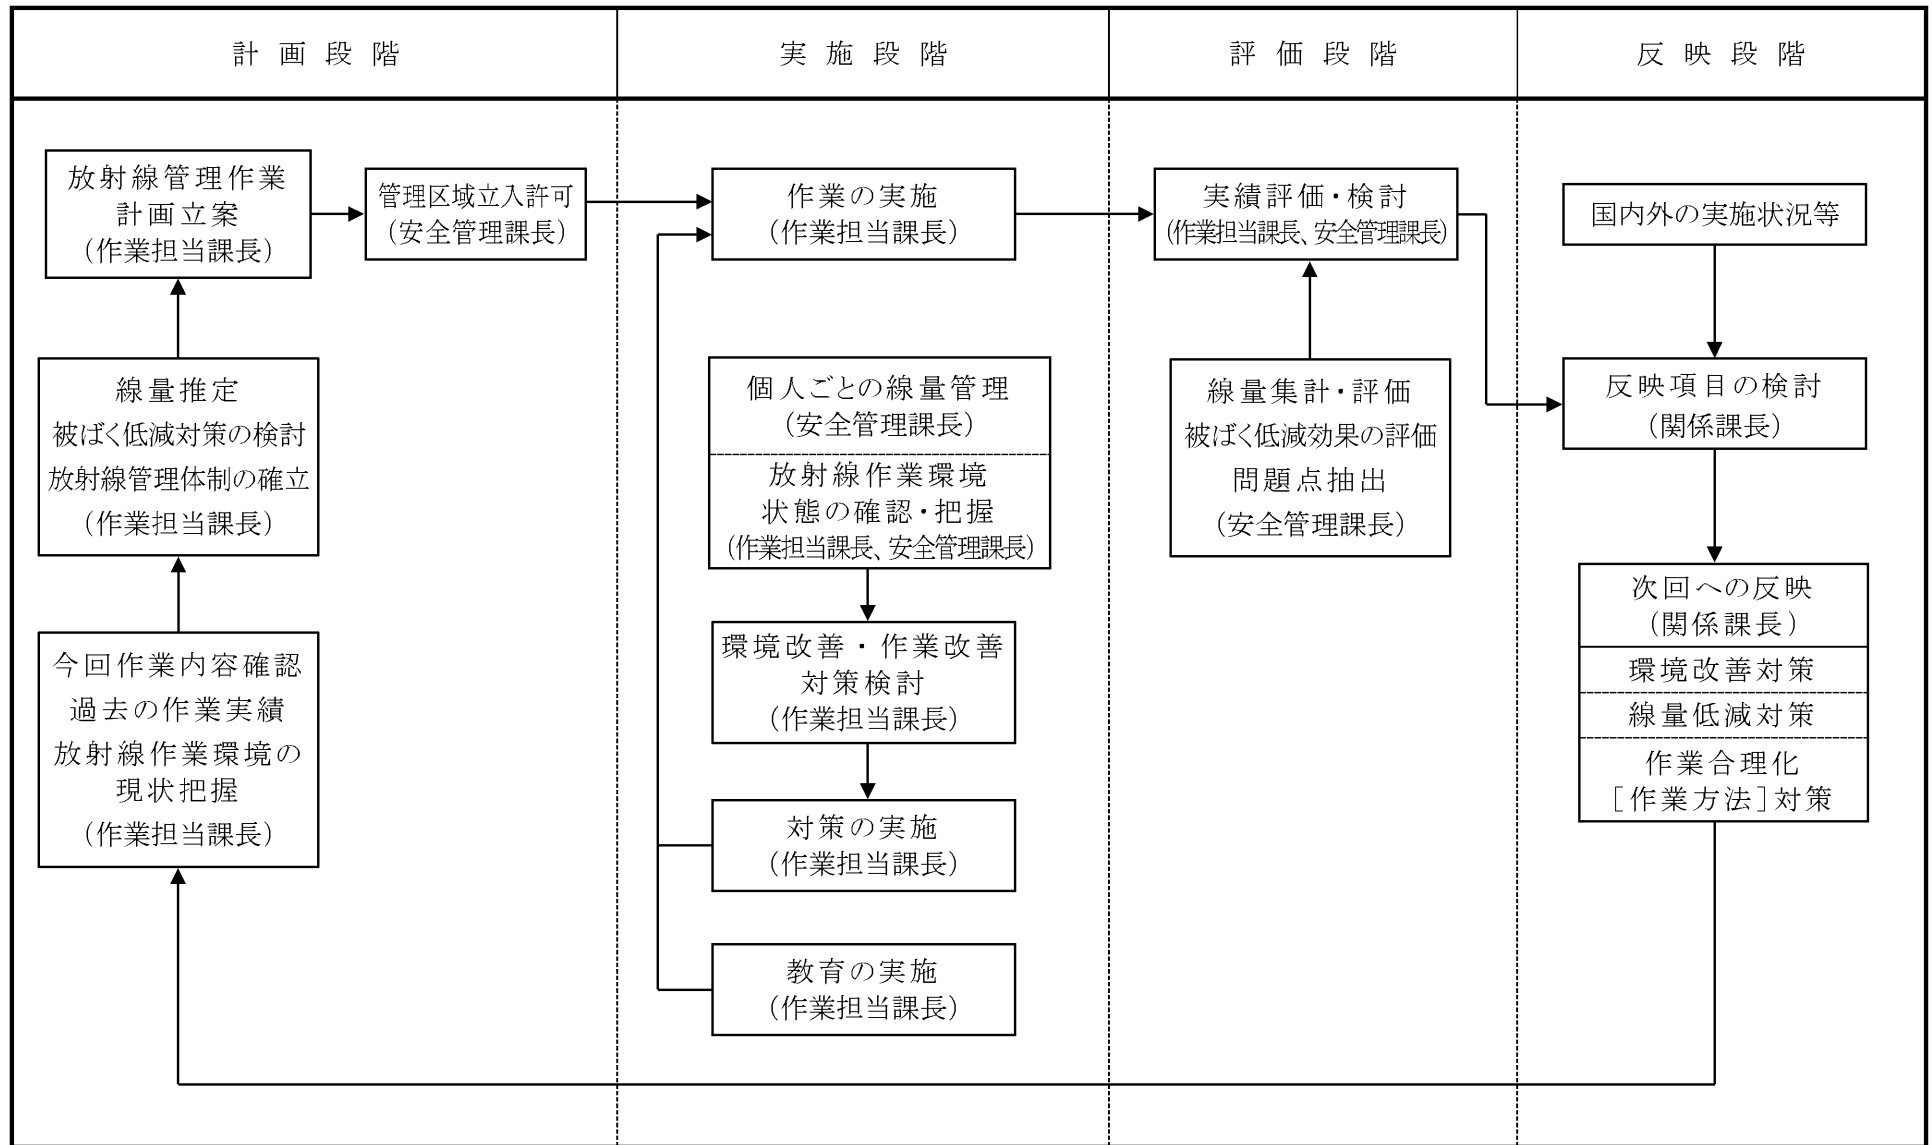 計画段階
実施段階
評価段階
反映段階
放射線管理作業
計画立案
(作業担当課長)
管理区域立入許可
(安全管理課長)
線量推定
被ばく低減対策の検討
放射線管理体制の確立
(作業担当課長)
今回作業内容確認
過去の作業実績
放射線作業環境の
現状把握
(作業担当課長)
作業の実施
(作業担当課長)
個人ごとの線量管理
(安全管理課長)
放射線作業環境
状態の確認・把握
(作業担当課長、安全管理課長)
環境改善・作業改善
対策検討
(作業担当課長)
対策の実施
(作業担当課長)
教育の実施
(作業担当課長)
実績評価・検討
(作業担当課長、安全管理課長)
線量集計・評価
被ばく低減効果の評価
問題点抽出
(安全管理課長)
国内外の実施状況等
反映項目の検討
(関係課長)
次回への反映
(関係課長)
環境改善対策
線量低減対策
作業合理化
[作業方法]対策